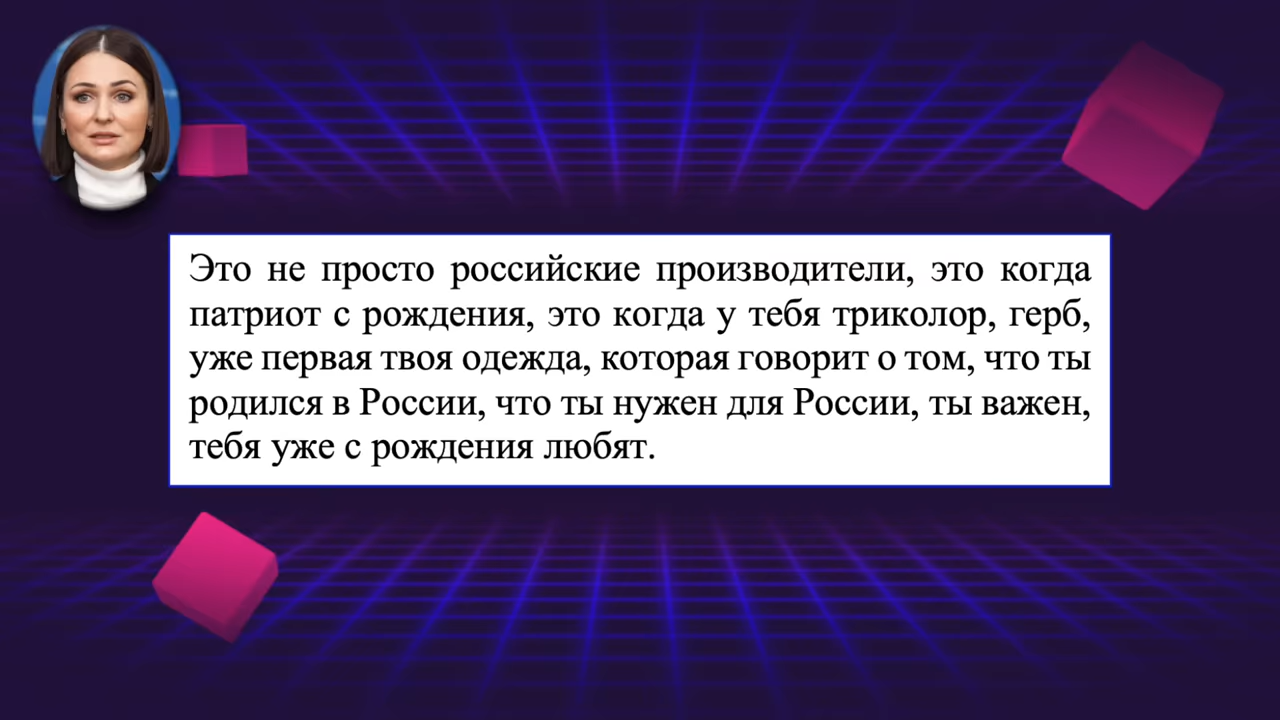 Это не просто российские производители, это когда
патриот с рождения, это когда у тебя триколор, герб,
уже первая твоя одежда, которая говорит о том, что ты
родился в России, что ты нужен для России, ты важен,
тебя уже с рождения любят.